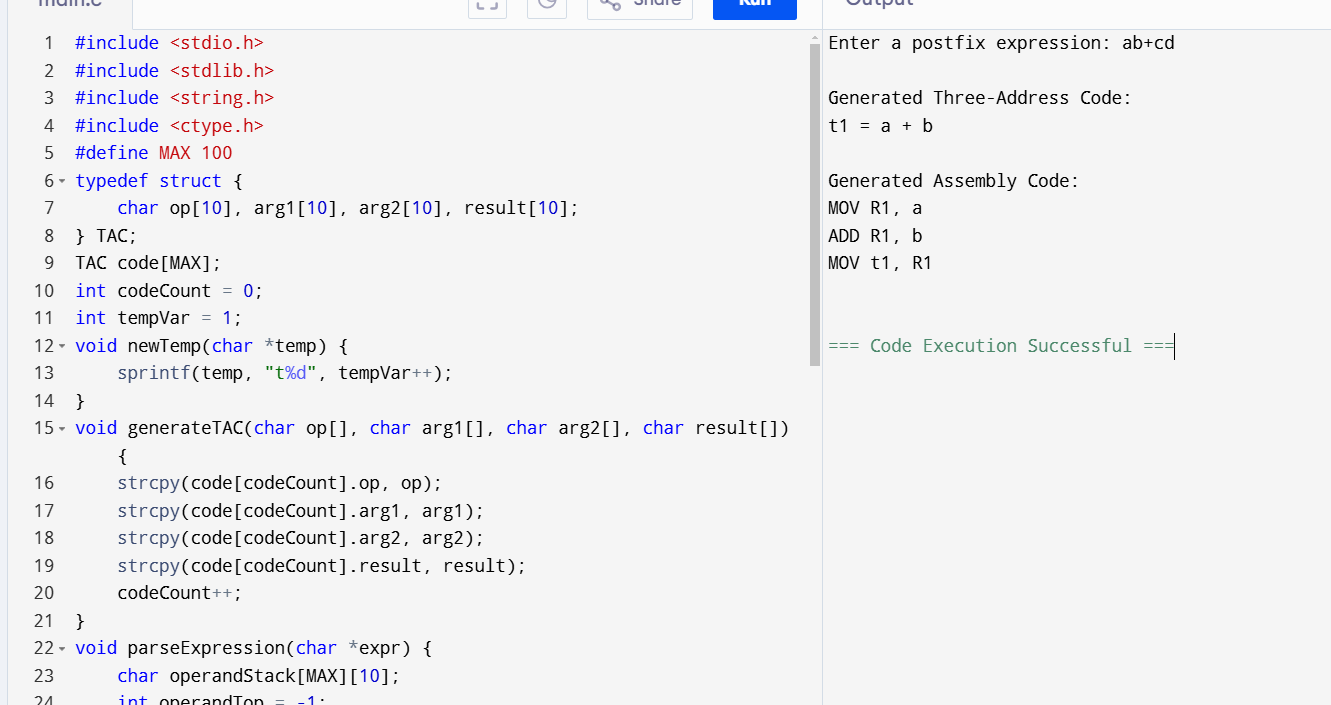 main.c
Share
Run
Output
1 #include <stdio.h>
2 #include <stdlib.h>
3 #include <string.h>
4 #include <ctype.h>
5 #define MAX 100
6 typedef struct {
7     char op[10], arg1[10], arg2[10], result[10];
8 } TAC;
9 TAC code[MAX];
10 int codeCount = 0;
11 int tempVar = 1;
12 void newTemp(char *temp) {
13     sprintf(temp, "t%d", tempVar++);
14 }
15 void generateTAC(char op[], char arg1[], char arg2[], char result[])
{
16     strcpy(code[codeCount].op, op);
17     strcpy(code[codeCount].arg1, arg1);
18     strcpy(code[codeCount].arg2, arg2);
19     strcpy(code[codeCount].result, result);
20     codeCount++;
21 }
22 void parseExpression(char *expr) {
23     char operandStack[MAX][10];
24     int operandTop = -1;
Enter a postfix expression: ab+cd
Generated Three-Address Code:
t1 = a + b
Generated Assembly Code:
MOV R1, a
ADD R1, b
MOV t1, R1
=== Code Execution Successful ===